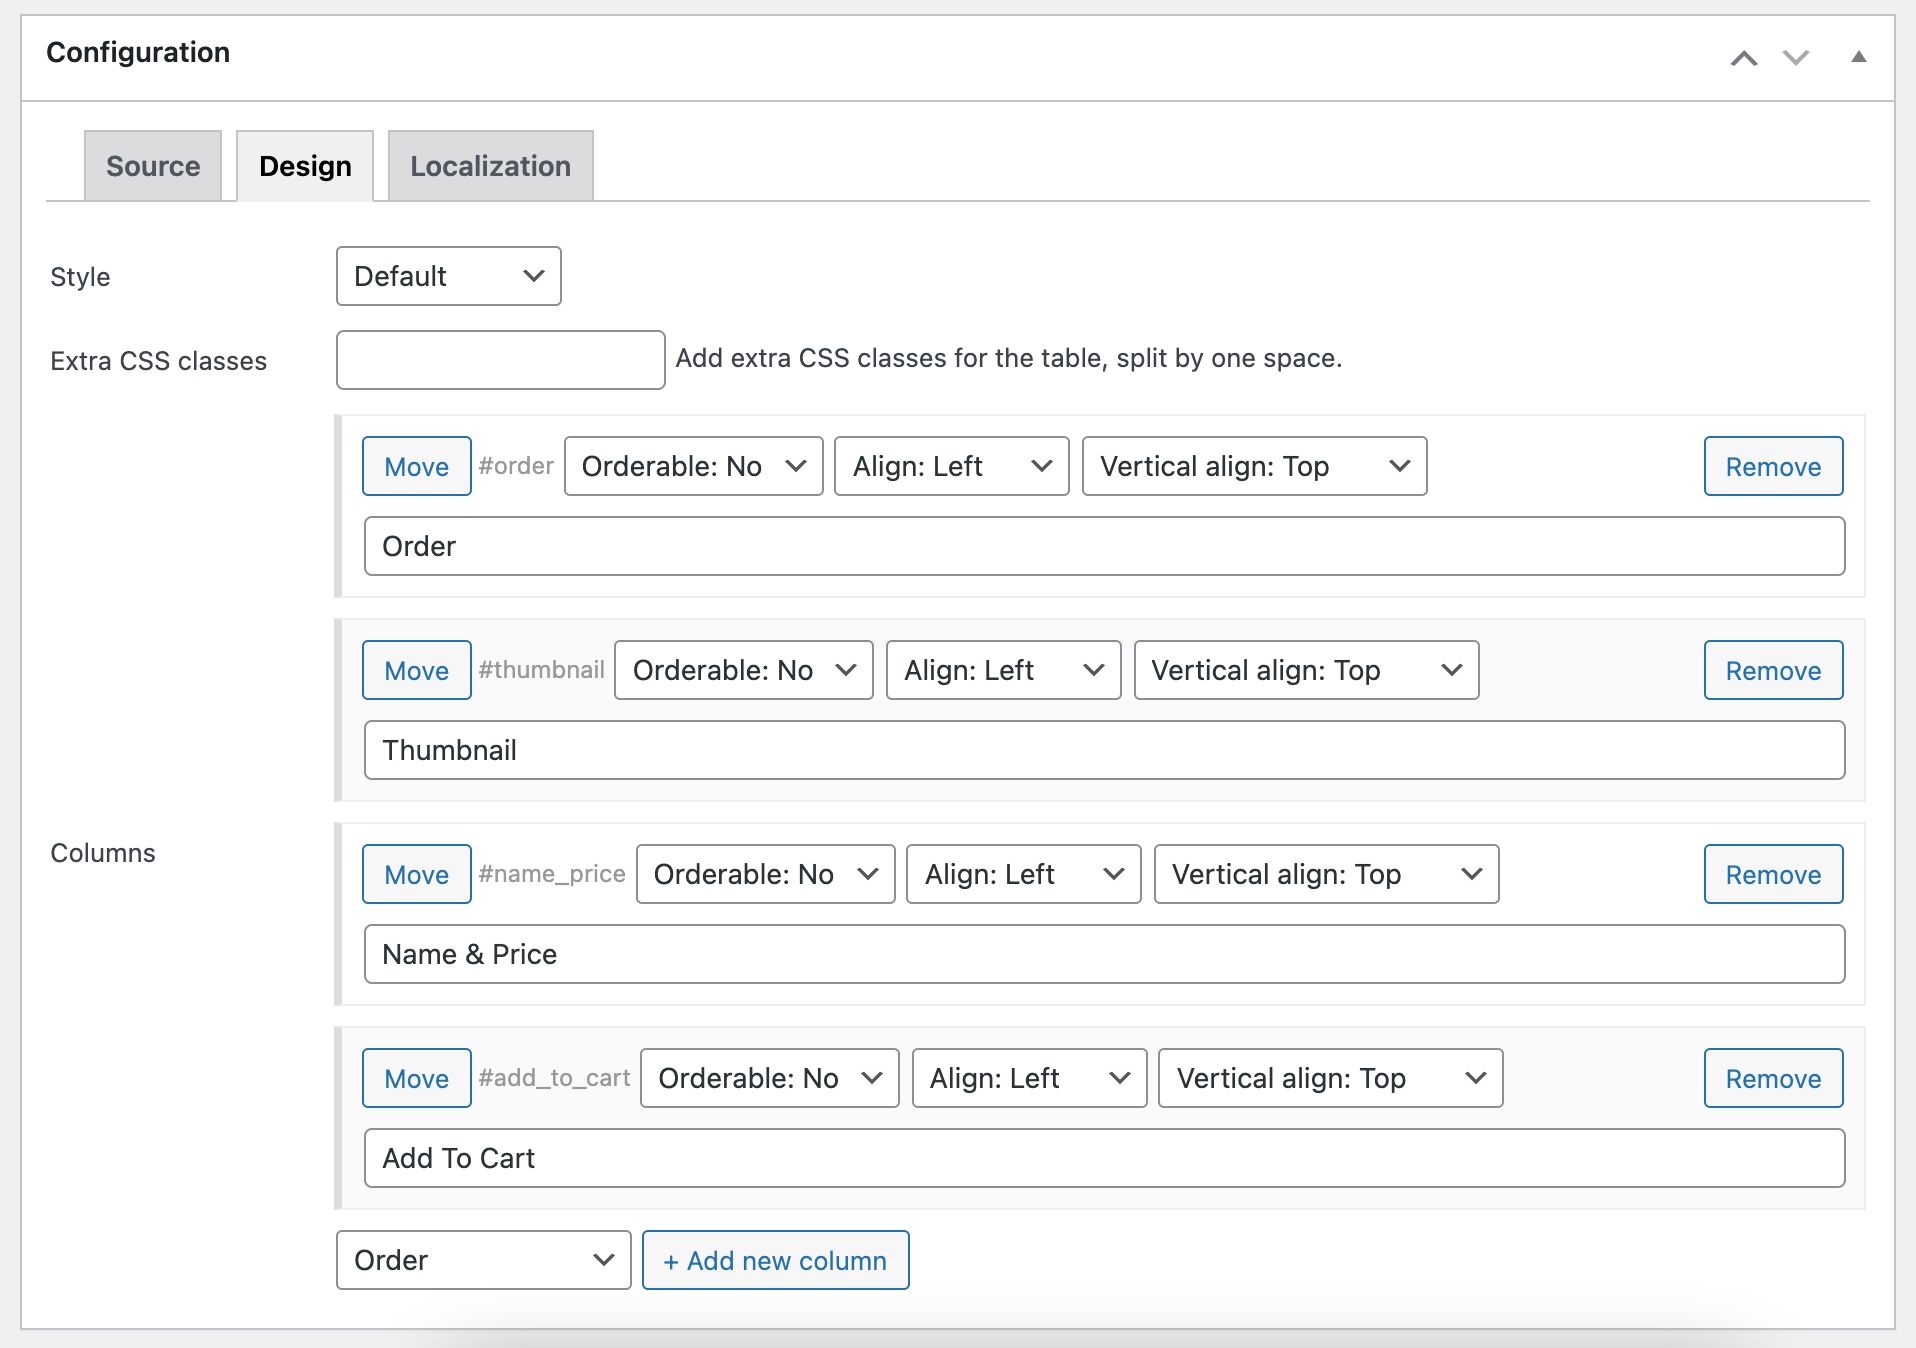 Configuration
Source Design Localization
Style Default
Extra CSS classes Add extra CSS classes for the table, split by one space.
Move #order Orderable: No Align: Left Vertical align: Top Remove
Order
Move #thumbnail Orderable: No Align: Left Vertical align: Top Remove
Thumbnail
Columns
Move #name_price Orderable: No Align: Left Vertical align: Top Remove
Name & Price
Move #add_to_cart Orderable: No Align: Left Vertical align: Top Remove
Add To Cart
Order + Add new column